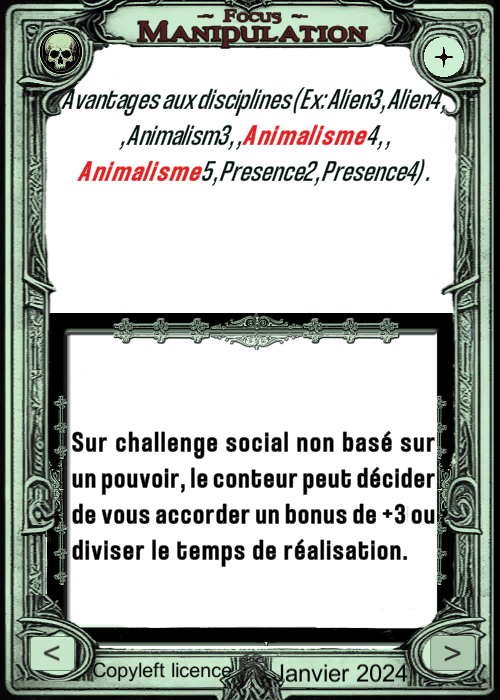 ~ Focus ~
Manipulation
Avantages aux disciplines (Ex: Alien3, Alien4,
,Animalism3, ,Animalisme4, ,
Animalisme5, Presence2, Presence4).
Sur challenge social non basé sur
un pouvoir, le conteur peut décider
de vous accorder un bonus de +3 ou
diviser le temps de réalisation.
< Copyleft licence Janvier 2024 >